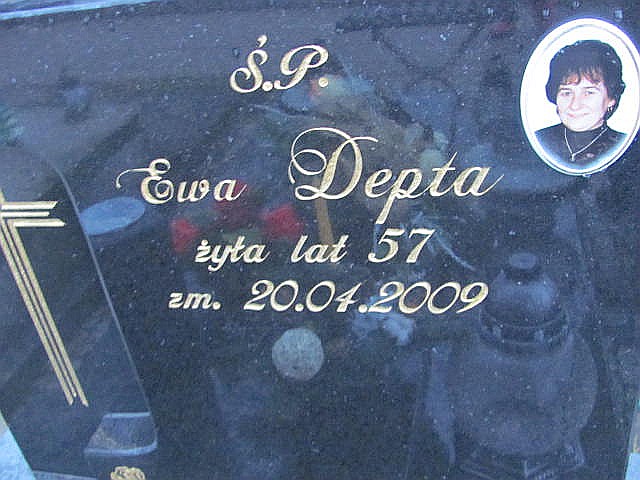 Ś.P.
Ewa Depta
żyła lat 57
zm. 20.04.2009